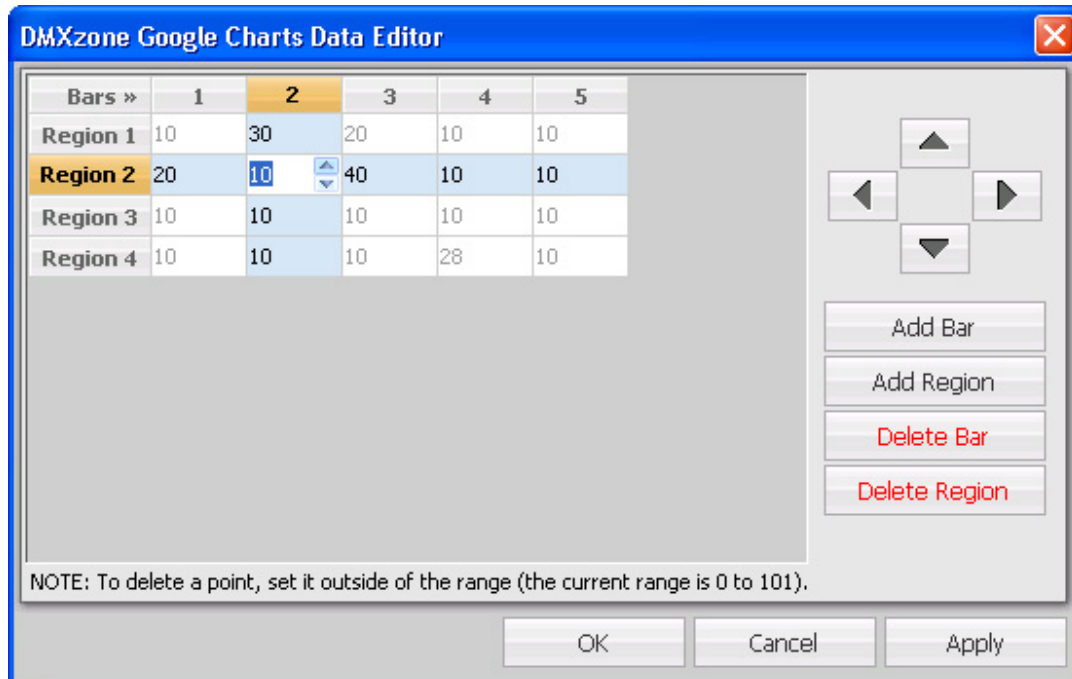 DMXzone Google Charts Data Editor
Bars » 1 2 3 4 5
Region 1 10 30 20 10 10
Region 2 20 10 40 10 10
Region 3 10 10 10 10 10
Region 4 10 10 10 28 10
Add Bar
Add Region
Delete Bar
Delete Region
NOTE: To delete a point, set it outside of the range (the current range is 0 to 101).
OK Cancel Apply